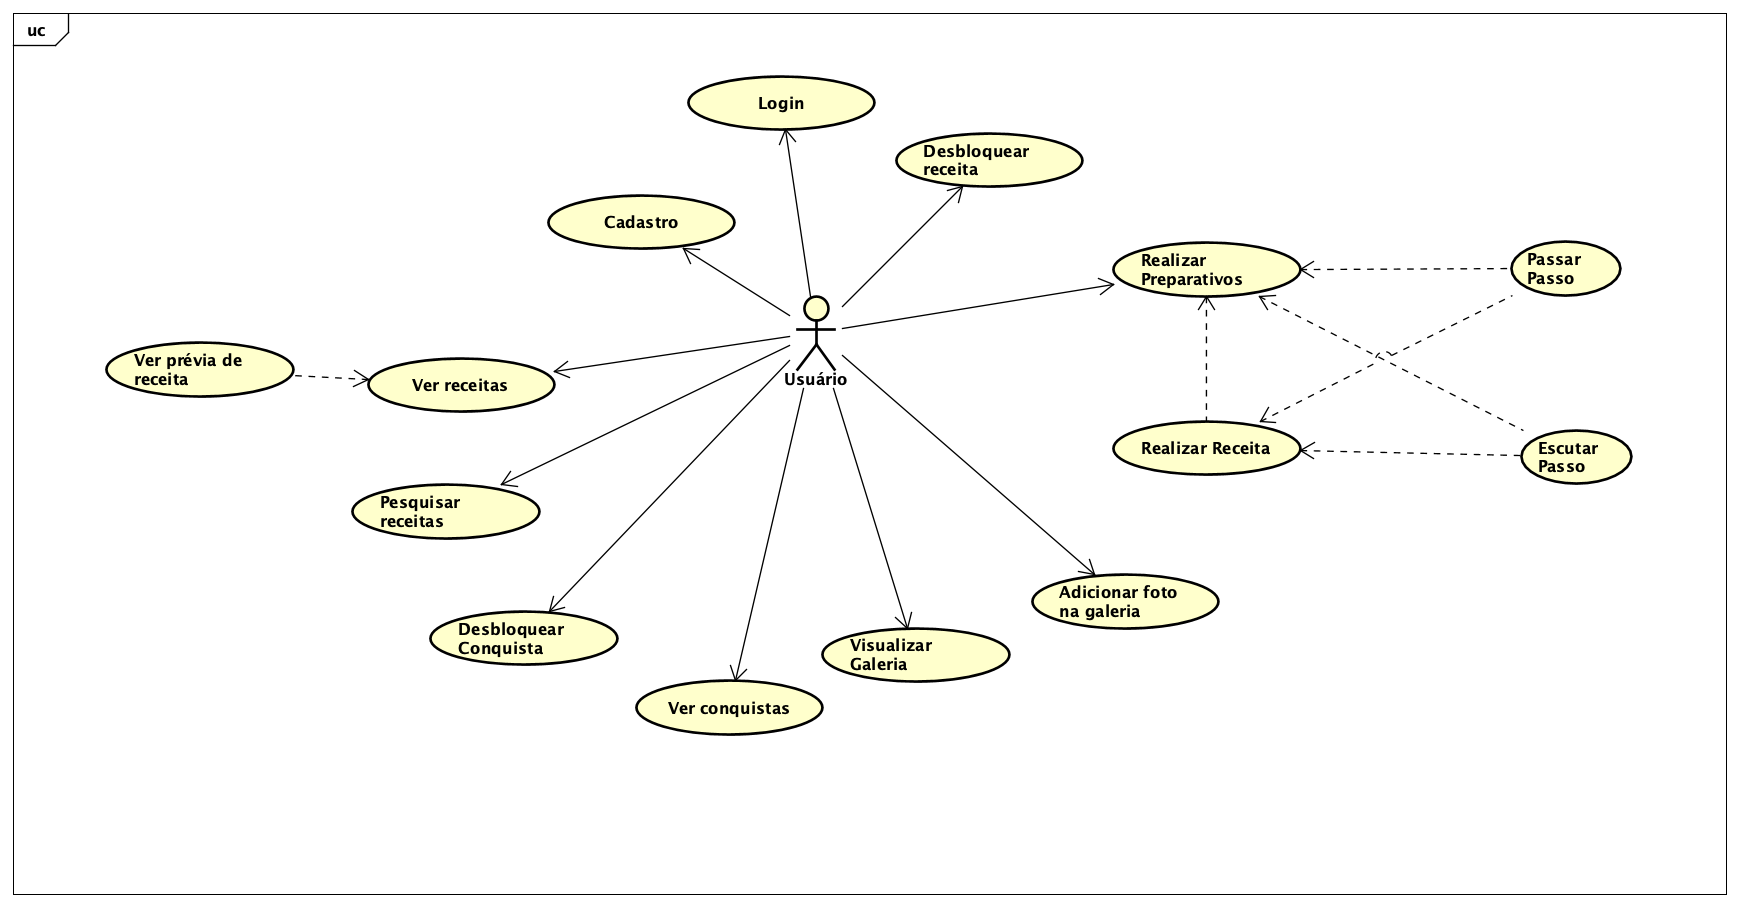 uc
Login
Desbloquear
receita
Cadastro
Realizar
Preparativos
Passar
Passo
Ver prévia de
receita
Ver receitas
Usuário
Realizar Receita
Escutar
Passo
Pesquisar
receitas
Adicionar foto
na galeria
Desbloquear
Conquista
Visualizar
Galeria
Ver conquistas